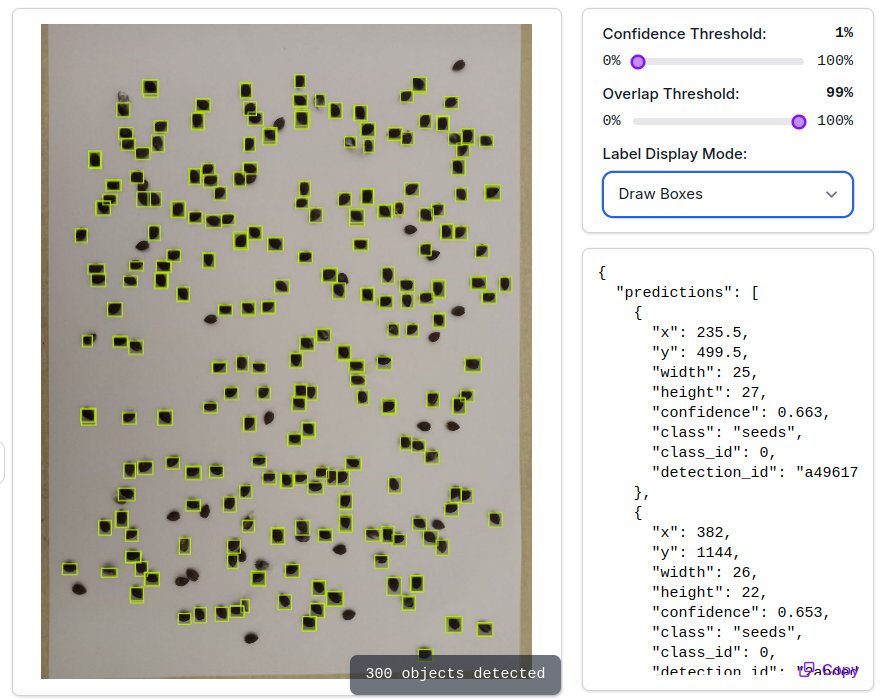 Confidence Threshold: 1%
0% 100%
Overlap Threshold: 99%
0% 100%
Label Display Mode:
Draw Boxes
{
"predictions": [
{
"x": 235.5,
"y": 499.5,
"width": 25,
"height": 27,
"confidence": 0.663,
"class": "seeds",
"class_id": 0,
"detection_id": "a49617
},
{
"x": 382,
"y": 1144,
"width": 26,
"height": 22,
"confidence": 0.653,
"class": "seeds",
"class_id": 0,
"detection_id": Copy
300 objects detected